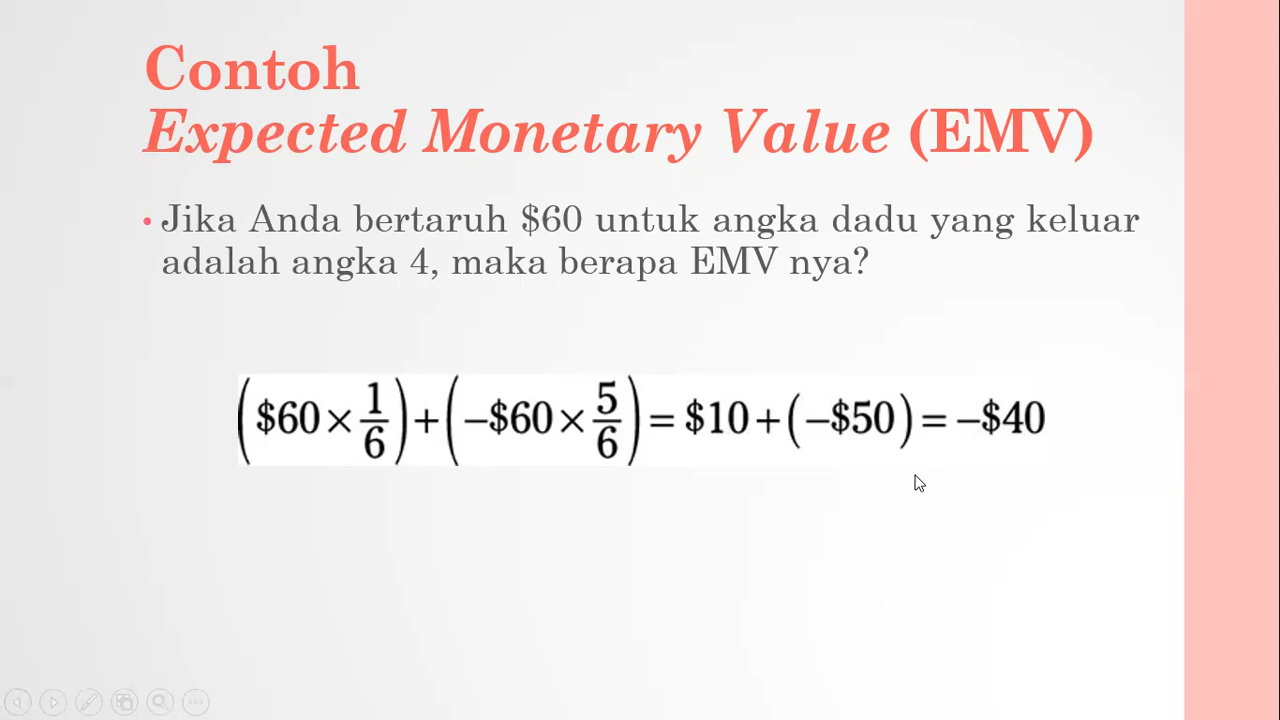 Contoh
Expected Monetary Value (EMV)
• Jika Anda bertaruh $60 untuk angka dadu yang keluar
adalah angka 4, maka berapa EMV nya?
($60 × 1/6) + (–$60 × 5/6) = $10 + (–$50) = –$40